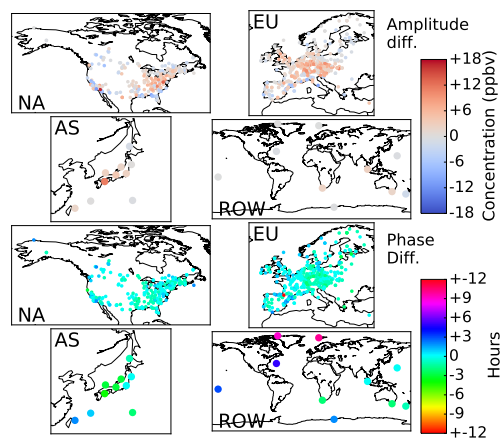 Amplitude
diff.
NA
EU
AS
ROW
+18
+12
+6
0
-6
-12
-18
Concentration (ppbv)
Phase
Diff.
NA
EU
AS
ROW
+-12
+9
+6
+3
0
-3
-6
-9
+-12
Hours